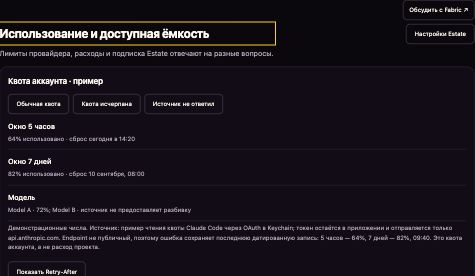 Обсудить с Fabric ↗
Использование и доступная ёмкость
Настройки Estate
Лимиты провайдера, расходы и подписка Estate отвечают на разные вопросы.
Квота аккаунта · пример
Обычная квота
Квота исчерпана
Источник не ответил
Окно 5 часов
64% использовано · сброс сегодня в 14:20
Окно 7 дней
82% использовано · сброс 10 сентября, 08:00
Модель
Model A · 72%; Model B · источник не предоставляет разбивку
Демонстрационные числа. Источник: пример чтения квоты Claude Code через OAuth в Keychain; токен остаётся в приложении и отправляется только
api.anthropic.com. Endpoint не публичный, поэтому ошибка сохраняет последнюю датированную запись: 5 часов — 64%, 7 дней — 82%, 09:40. Это квота
аккаунта, а не расход проекта.
Показать Retry-After